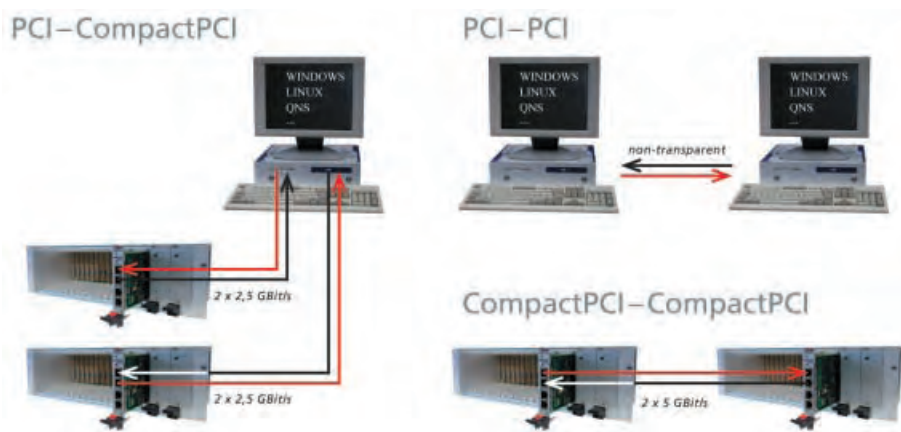 PCI–CompactPCI
WINDOWS
LINUX
QNS
...
2 x 2,5 GBit/s
2 x 2,5 GBit/s
PCI–PCI
WINDOWS
LINUX
QNS
...
non-transparent
WINDOWS
LINUX
QNS
...
CompactPCI–CompactPCI
2 x 5 GBit/s